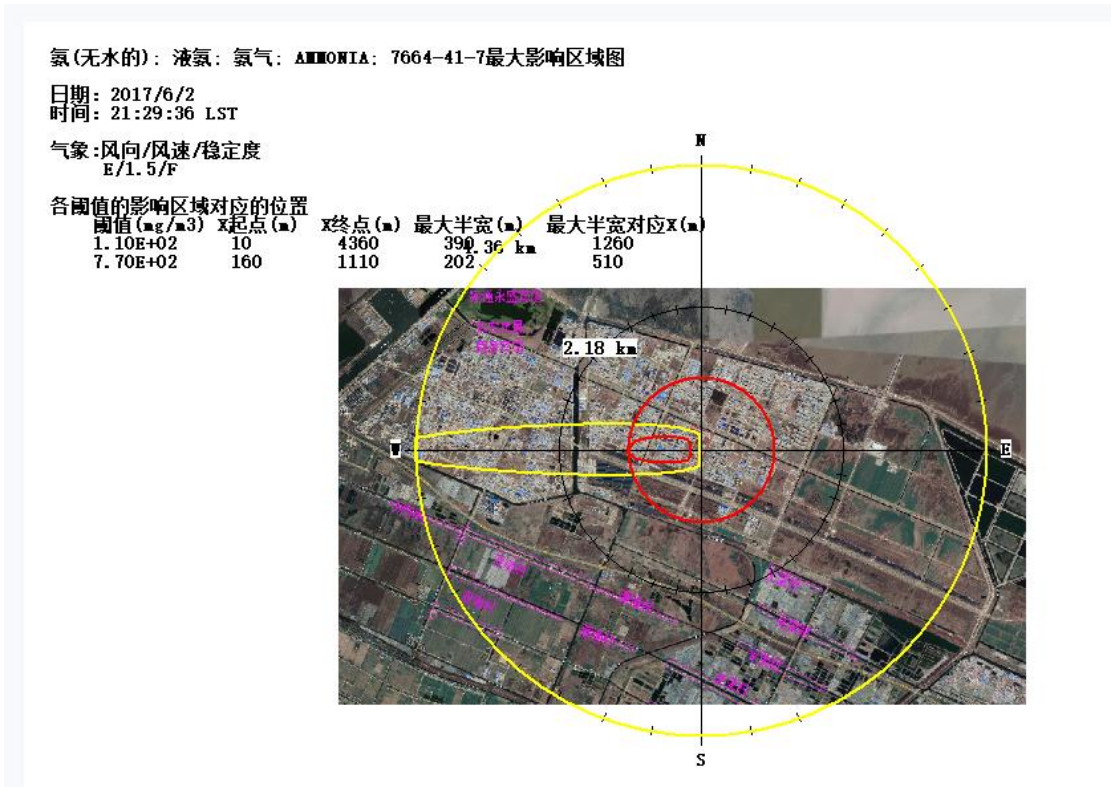 氨(无水的): 液氨: 氨气: AMMONIA: 7664-41-7最大影响区域图
日期: 2017/6/2
时间: 21:29:36 LST
气象:风向/风速/稳定度
E/1.5/F
各阈值的影响区域对应的位置
阈值(mg/m3) X起点(m) X终点(m) 最大半宽(m) 最大半宽对应X(m)
1.10E+02 10 4360 390 1260
7.70E+02 160 1110 202 510
N
4.36 km
2.18 km
W
E
S